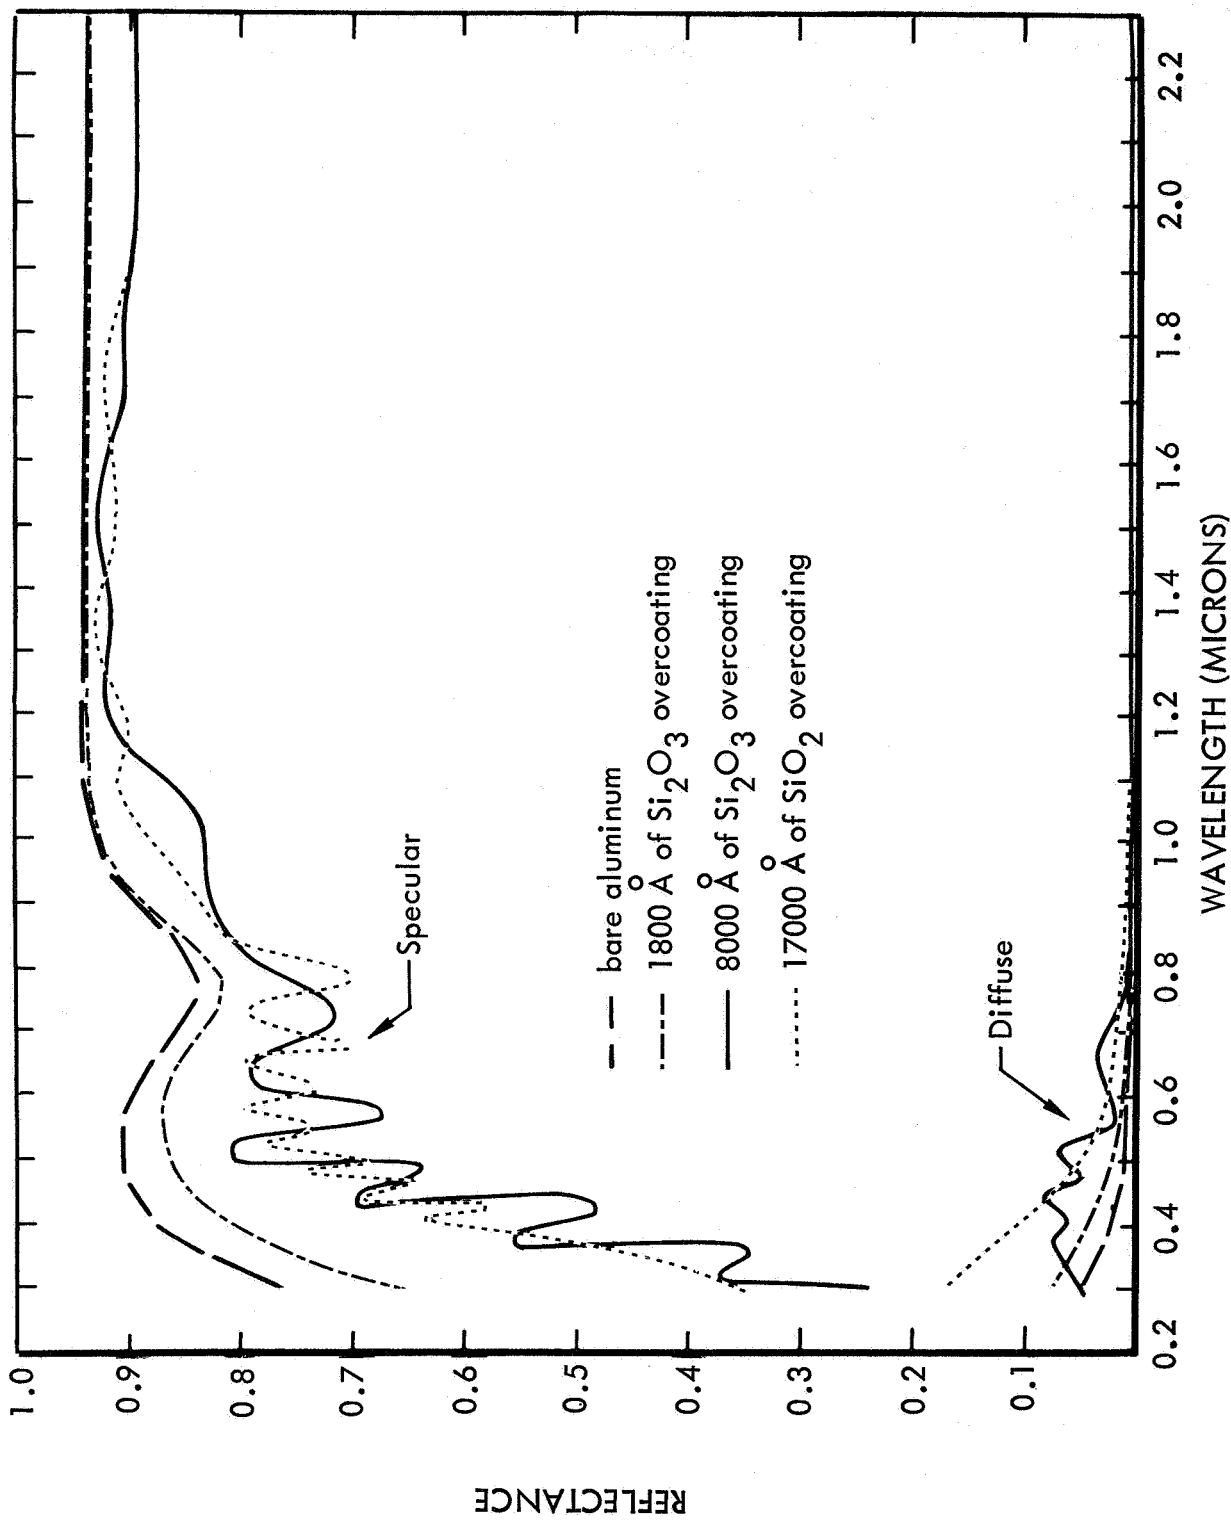 REFLECTANCE
1.0
0.9
0.8
0.7
0.6
0.5
0.4
0.3
0.2
0.1
Specular
bare aluminum
1800 Å of Si₂O₃ overcoating
8000 Å of Si₂O₃ overcoating
17000 Å of SiO₂ overcoating
Diffuse
0.2 0.4 0.6 0.8 1.0 1.2 1.4 1.6 1.8 2.0 2.2
WAVELENGTH (MICRONS)